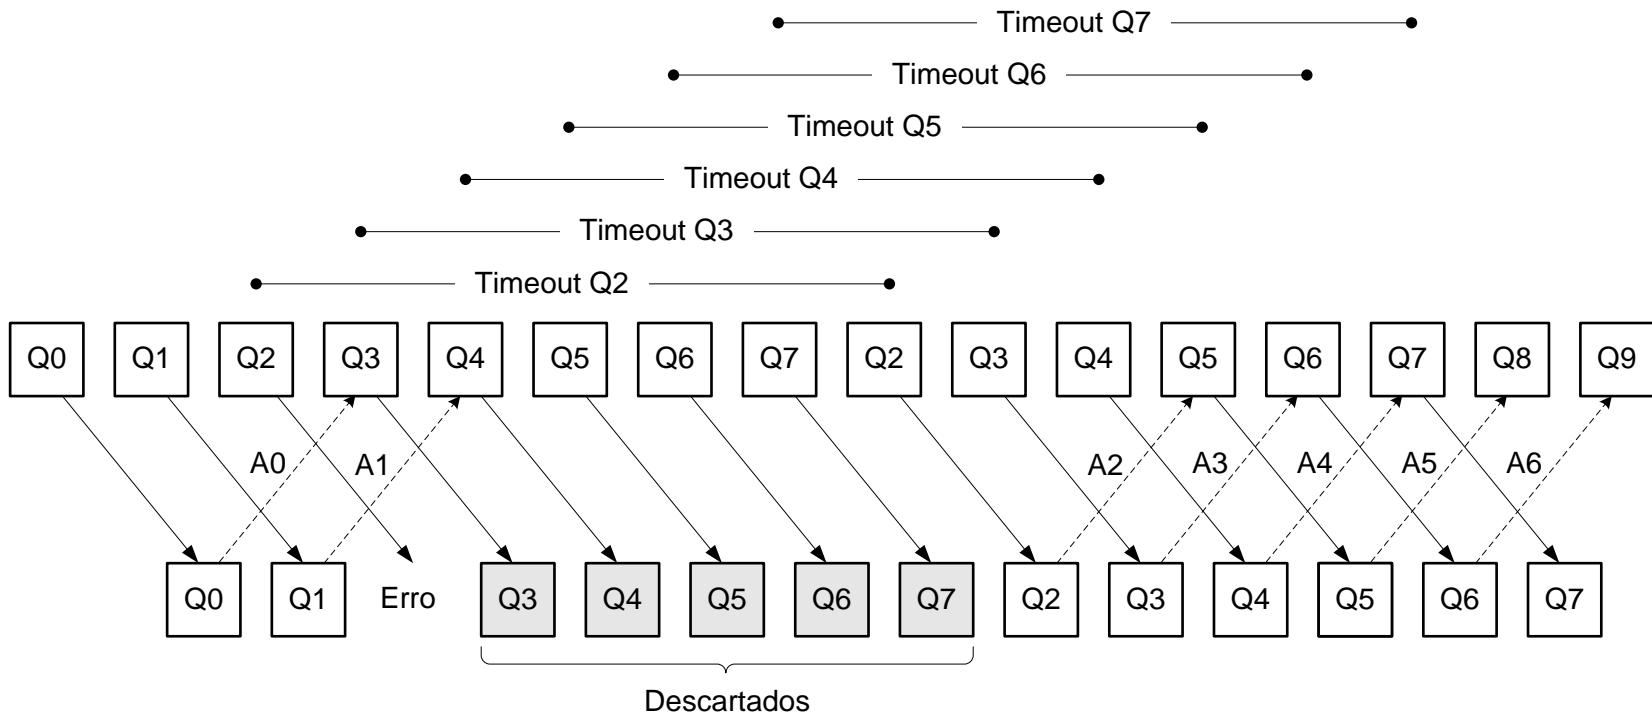 Timeout Q7
Timeout Q6
Timeout Q5
Timeout Q4
Timeout Q3
Timeout Q2
Q0 Q1 Q2 Q3 Q4 Q5 Q6 Q7 Q2 Q3 Q4 Q5 Q6 Q7 Q8 Q9
A0 A1 A2 A3 A4 A5 A6
Q0 Q1 Erro Q3 Q4 Q5 Q6 Q7 Q2 Q3 Q4 Q5 Q6 Q7
Descartados